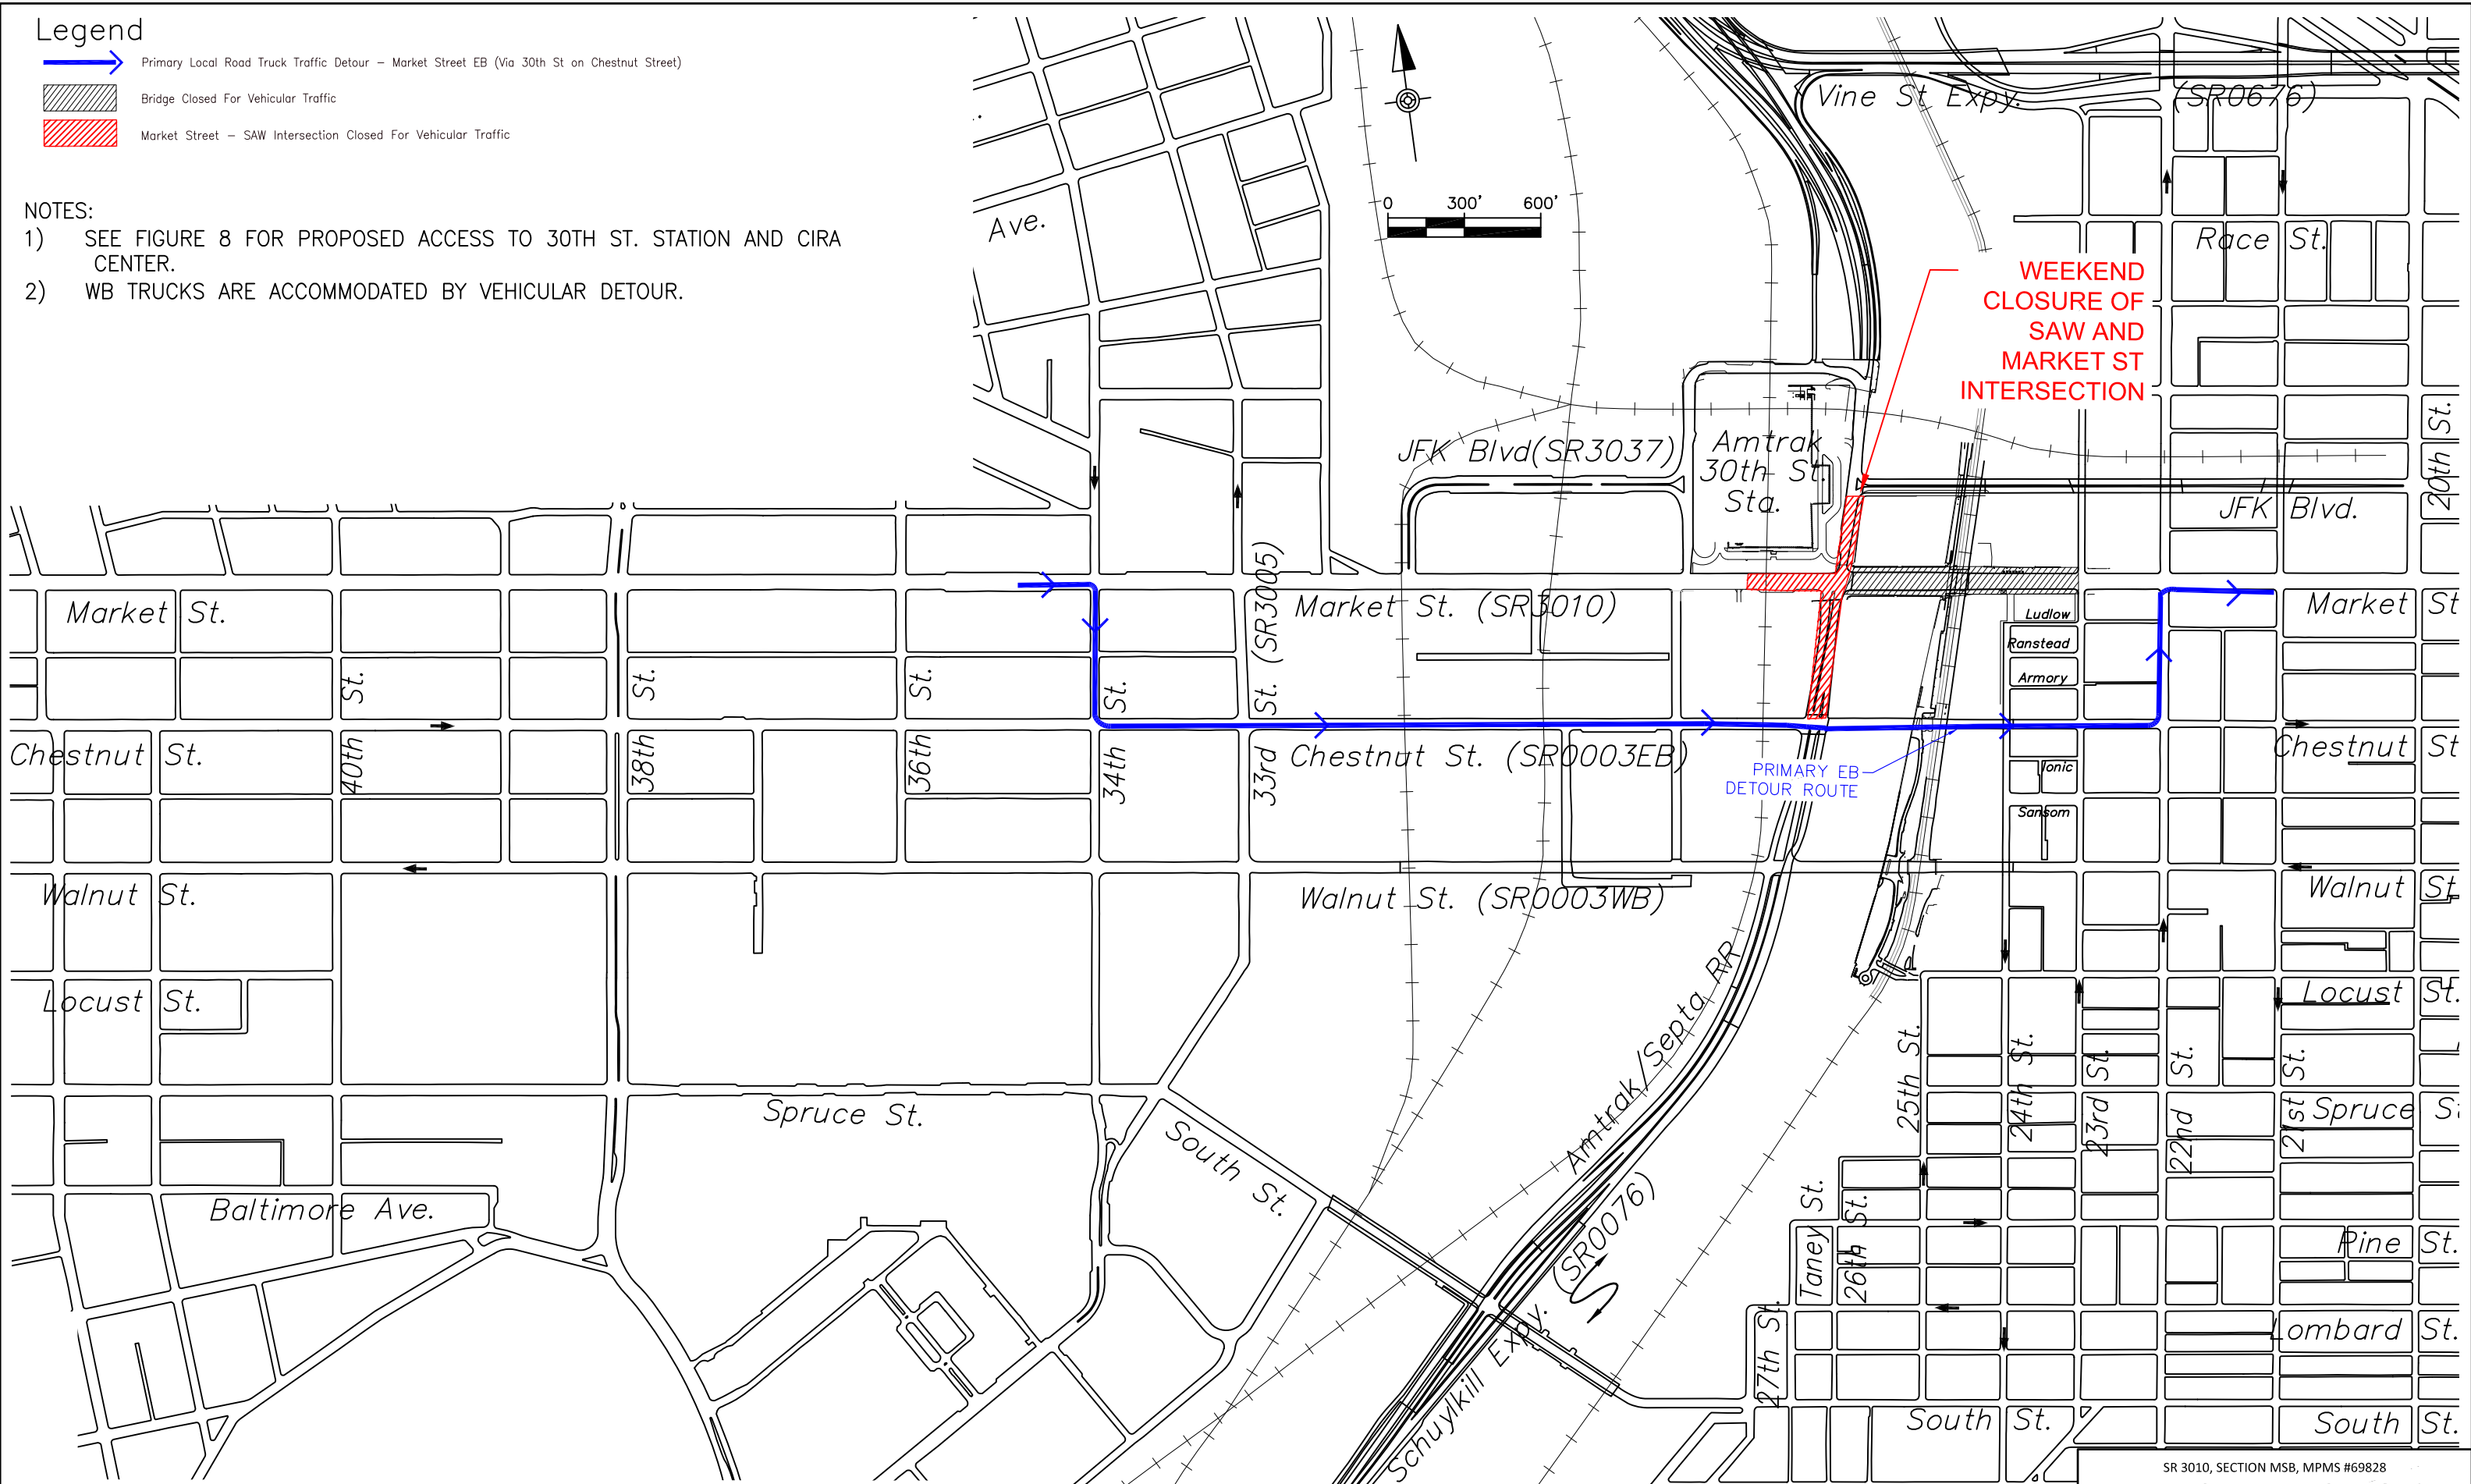 Legend
Primary Local Road Truck Traffic Detour – Market Street EB (Via 30th St on Chestnut Street)
Bridge Closed For Vehicular Traffic
Market Street – SAW Intersection Closed For Vehicular Traffic
NOTES:
1) SEE FIGURE 8 FOR PROPOSED ACCESS TO 30TH ST. STATION AND CIRA
CENTER.
2) WB TRUCKS ARE ACCOMMODATED BY VEHICULAR DETOUR.
Ave.
0 300' 600'
Vine St Expy. (SR0676)
Race St.
WEEKEND
CLOSURE OF
SAW AND
MARKET ST
INTERSECTION
JFK Blvd(SR3037)
Amtrak
30th St.
Sta.
JFK Blvd.
20th St.
Market St.
Market St. (SR3010)
Market St
Ludlow
Ranstead
Armory
40th St.
38th St.
36th St.
34th St.
33rd St. (SR3005)
Chestnut St.
Chestnut St. (SR0003EB)
Chestnut St
PRIMARY EB
DETOUR ROUTE
Ionic
Sansom
Walnut St.
Walnut St. (SR0003WB)
Walnut St.
Locust St.
Locust St.
Amtrak/Septa RR
25th St.
24th St.
23rd St.
22nd St.
21st St.
Spruce St.
Spruce St
South St.
Baltimore Ave.
Taney St.
26th St.
27th St.
Pine St.
Lombard St.
Schuylkill Expy. (SR0076)
South St.
South St.
SR 3010, SECTION MSB, MPMS #69828